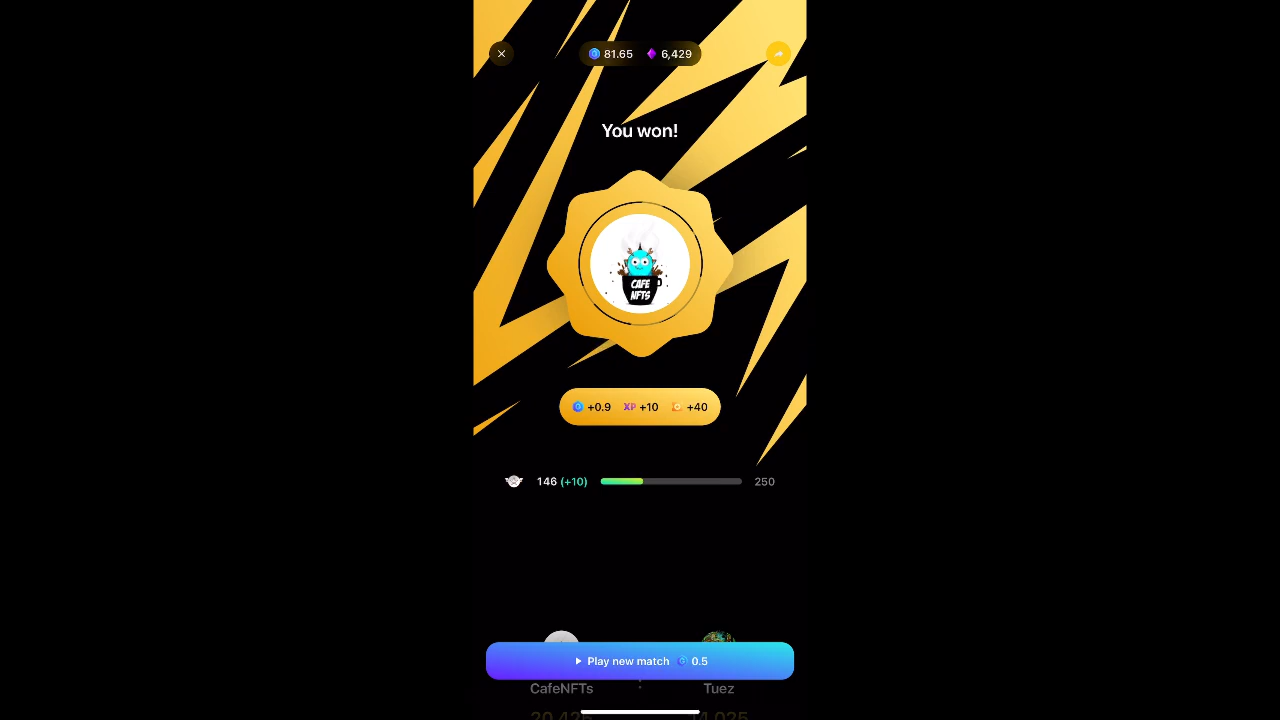 81.65 6,429
You won!
CAFE
NFTS
+0.9 XP +10 +40
146 (+10) 250
Play new match 0.5
CafeNFTs : Tuez